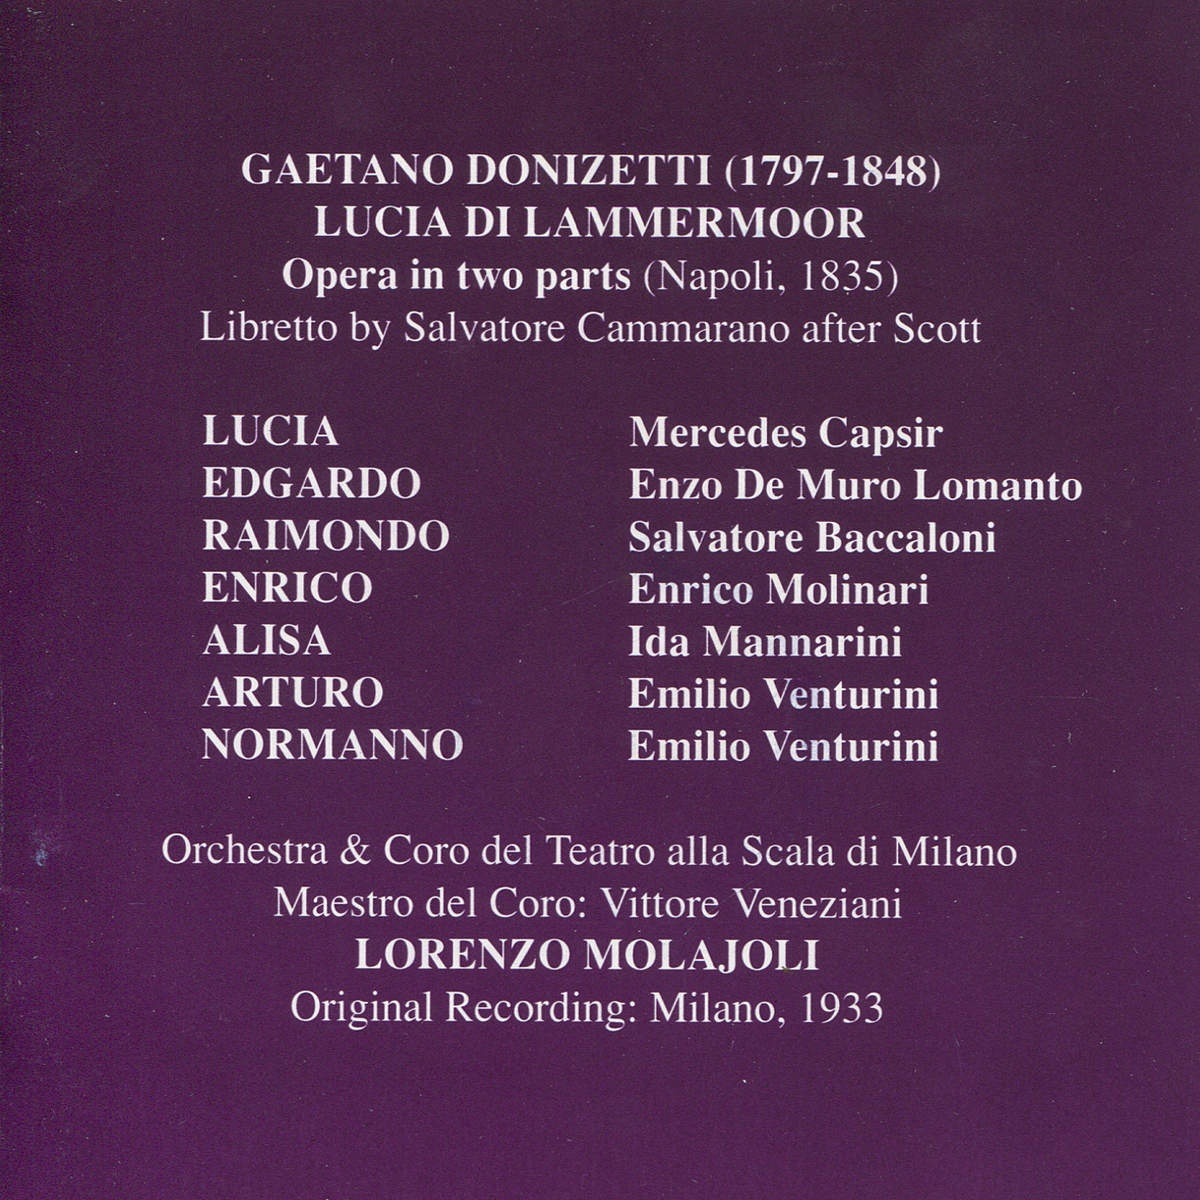 GAETANO DONIZETTI (1797-1848)
LUCIA DI LAMMERMOOR
Opera in two parts (Napoli, 1835)
Libretto by Salvatore Cammarano after Scott
LUCIA Mercedes Capsir
EDGARDO Enzo De Muro Lomanto
RAIMONDO Salvatore Baccaloni
ENRICO Enrico Molinari
ALISA Ida Mannarini
ARTURO Emilio Venturini
NORMANNO Emilio Venturini
Orchestra & Coro del Teatro alla Scala di Milano
Maestro del Coro: Vittore Veneziani
LORENZO MOLAJOLI
Original Recording: Milano, 1933